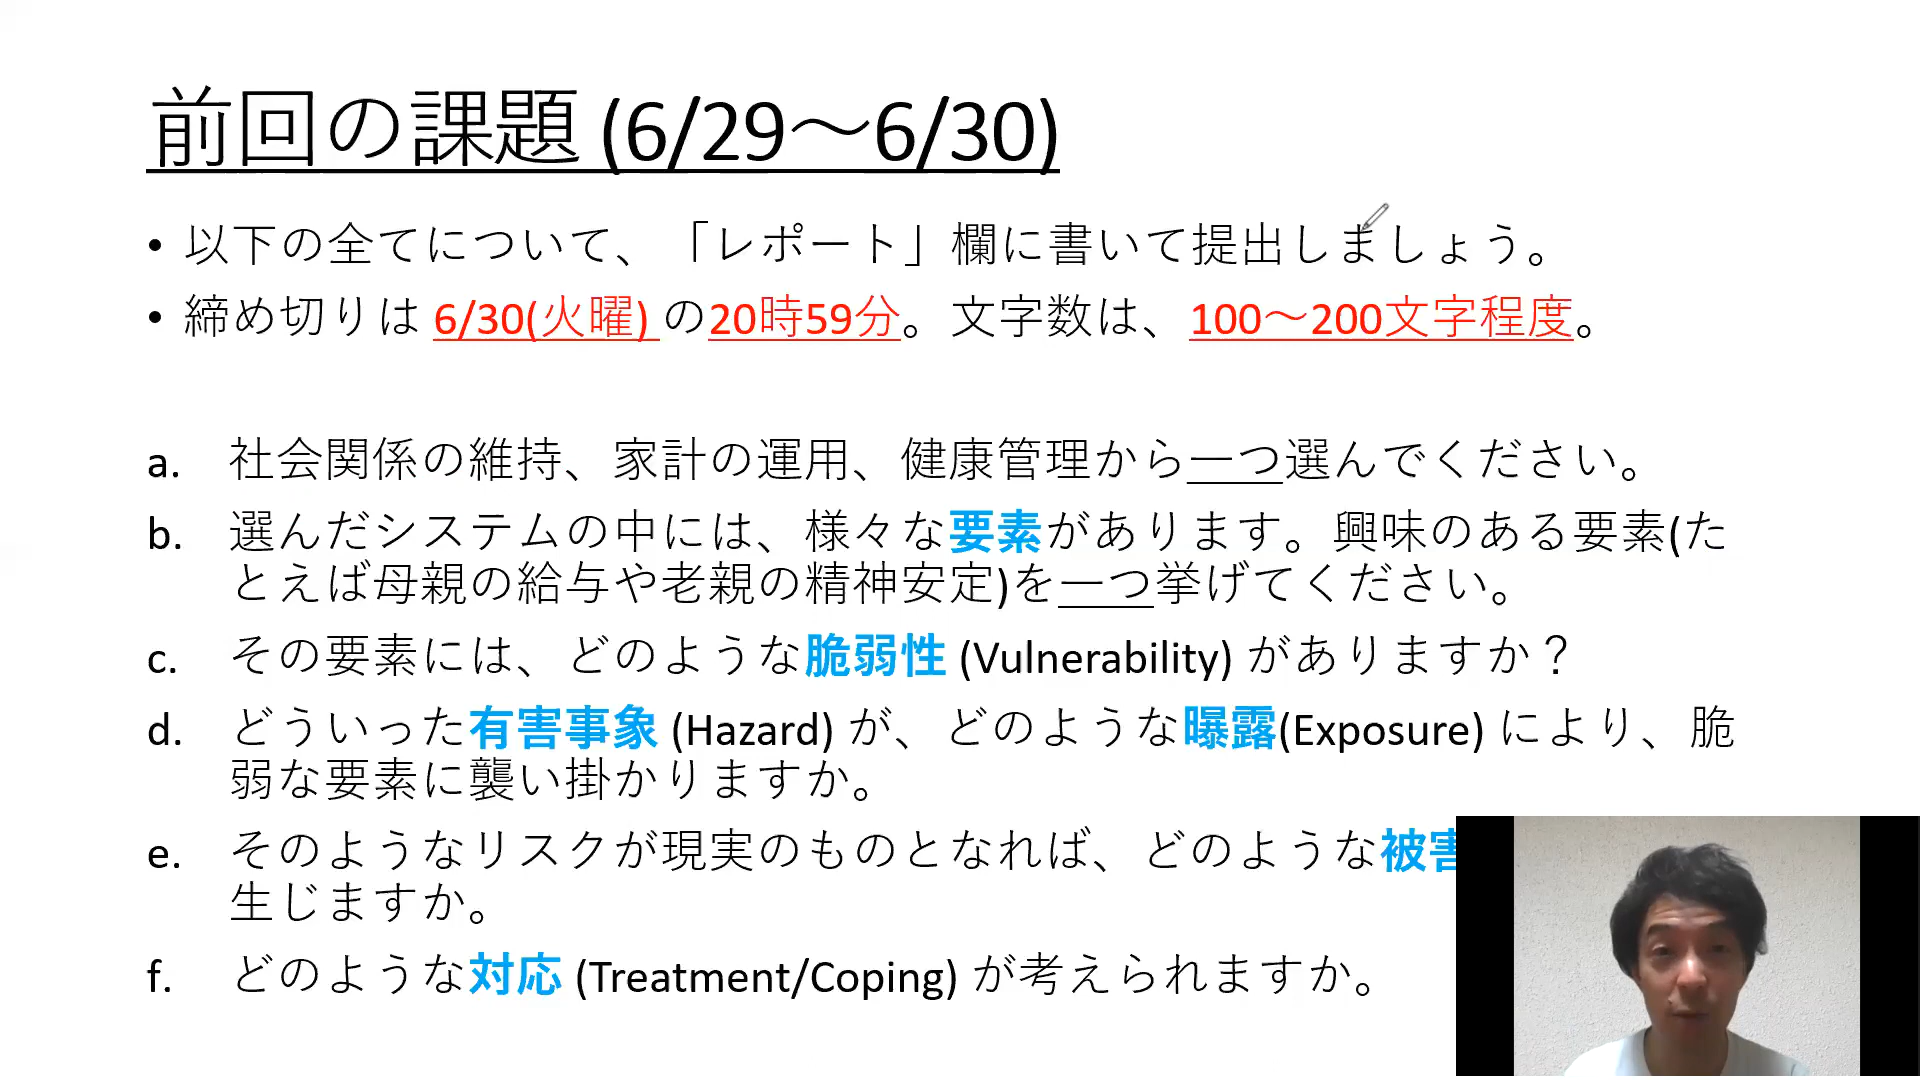 前回の課題 (6/29～6/30)
• 以下の全てについて、「レポート」欄に書いて提出しましょう。
• 締め切りは 6/30(火曜) の20時59分。文字数は、100～200文字程度。
a. 社会関係の維持、家計の運用、健康管理から一つ選んでください。
b. 選んだシステムの中には、様々な要素があります。興味のある要素(た
とえば母親の給与や老親の精神安定)を一つ挙げてください。
c. その要素には、どのような脆弱性 (Vulnerability) がありますか？
d. どういった有害事象 (Hazard) が、どのような曝露(Exposure) により、脆
弱な要素に襲い掛かりますか。
e. そのようなリスクが現実のものとなれば、どのような被害
生じますか。
f. どのような対応 (Treatment/Coping) が考えられますか。